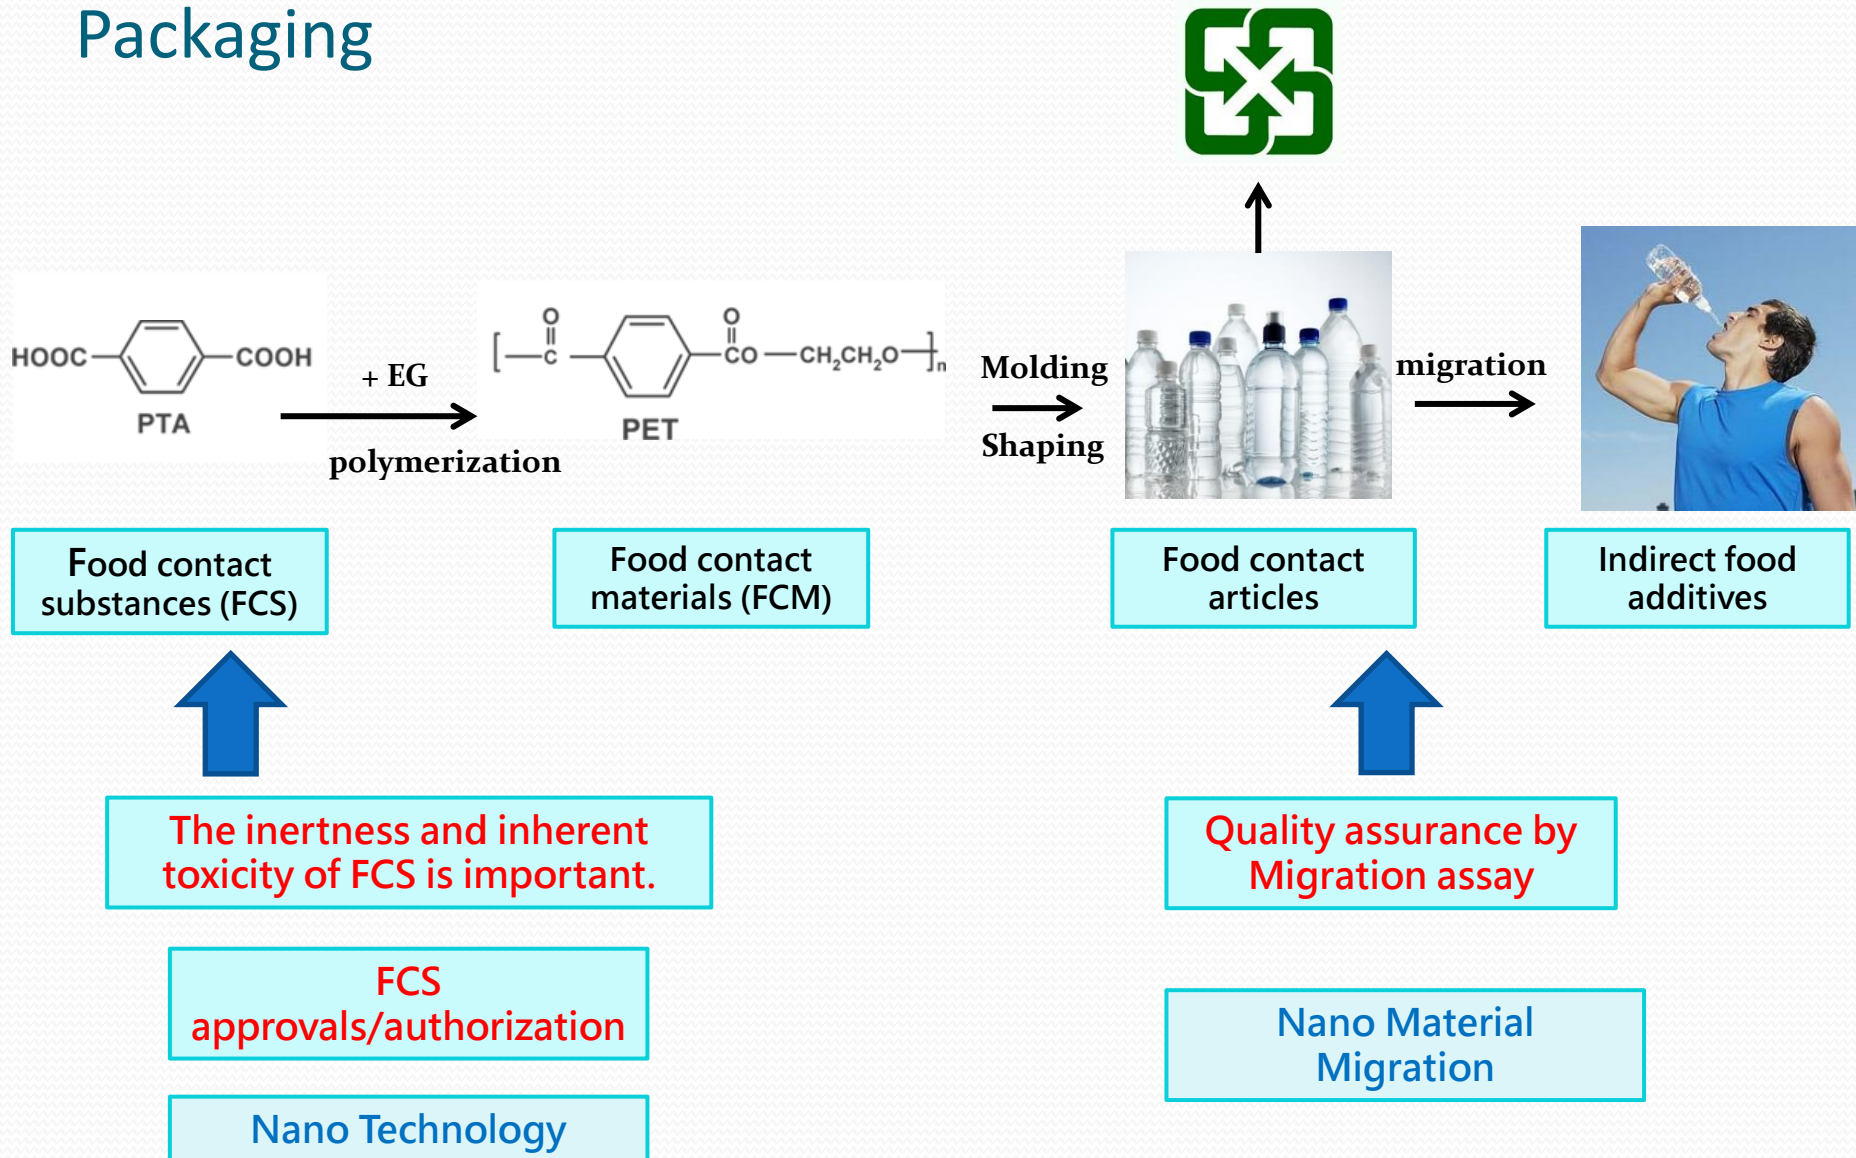 Packaging
HOOC
COOH
PTA
+ EG
polymerization
O
O
[
C
CO
CH₂CH₂O
]n
PET
Molding
Shaping
migration
Food contact
substances (FCS)
Food contact
materials (FCM)
Food contact
articles
Indirect food
additives
The inertness and inherent
toxicity of FCS is important.
Quality assurance by
Migration assay
FCS
approvals/authorization
Nano Material
Migration
Nano Technology